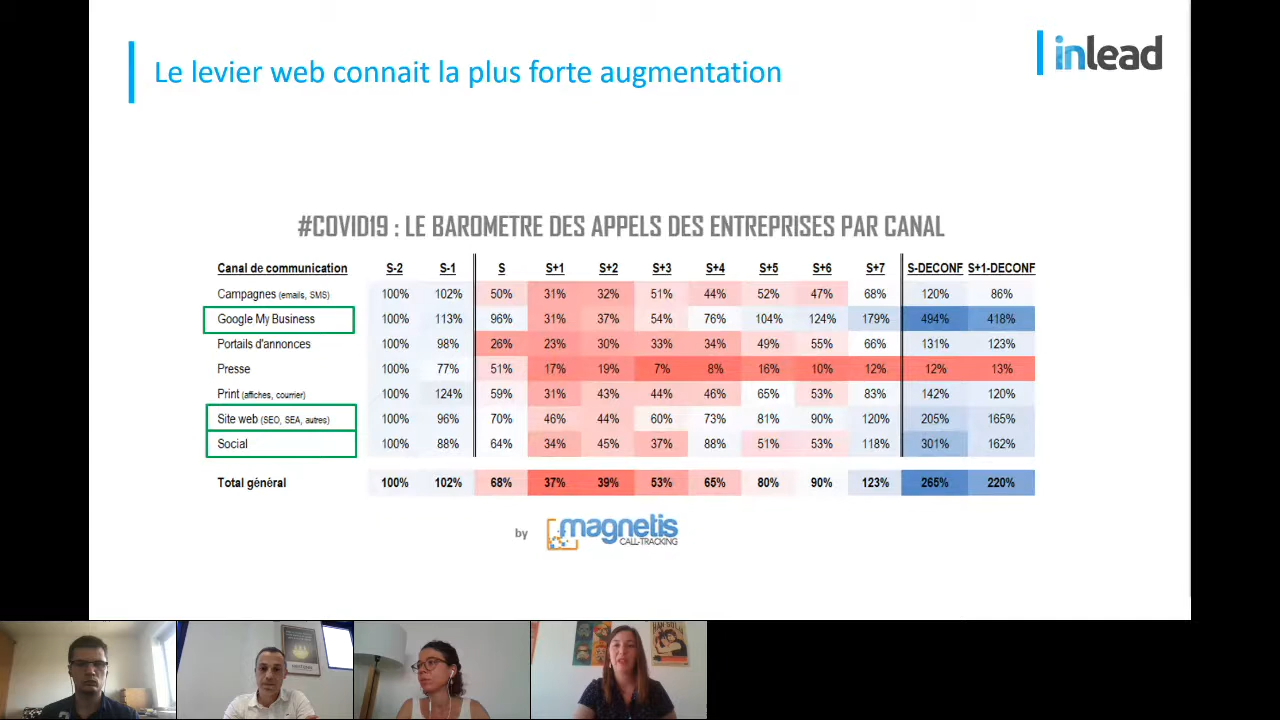 Le levier web connait la plus forte augmentation
inlead
#COVID19 : LE BAROMETRE DES APPELS DES ENTREPRISES PAR CANAL
Canal de communication S-2 S-1 S S+1 S+2 S+3 S+4 S+5 S+6 S+7 S-DECONF S+1-DECONF
Campagnes (emails, SMS) 100% 102% 50% 31% 32% 51% 44% 52% 47% 68% 120% 86%
Google My Business 100% 113% 96% 31% 37% 54% 76% 104% 124% 179% 494% 418%
Portails d'annonces 100% 98% 26% 23% 30% 33% 34% 49% 55% 66% 131% 123%
Presse 100% 77% 51% 17% 19% 7% 8% 16% 10% 12% 12% 13%
Print (affiches, courrier) 100% 124% 59% 31% 43% 44% 46% 65% 53% 83% 142% 120%
Site web (SEO, SEA, autres) 100% 96% 70% 46% 44% 60% 73% 81% 90% 120% 205% 165%
Social 100% 88% 64% 34% 45% 37% 88% 51% 53% 118% 301% 162%
Total général 100% 102% 68% 37% 39% 53% 65% 80% 90% 123% 265% 220%
by magnetis
CALL-TRACKING
HAN SOLO